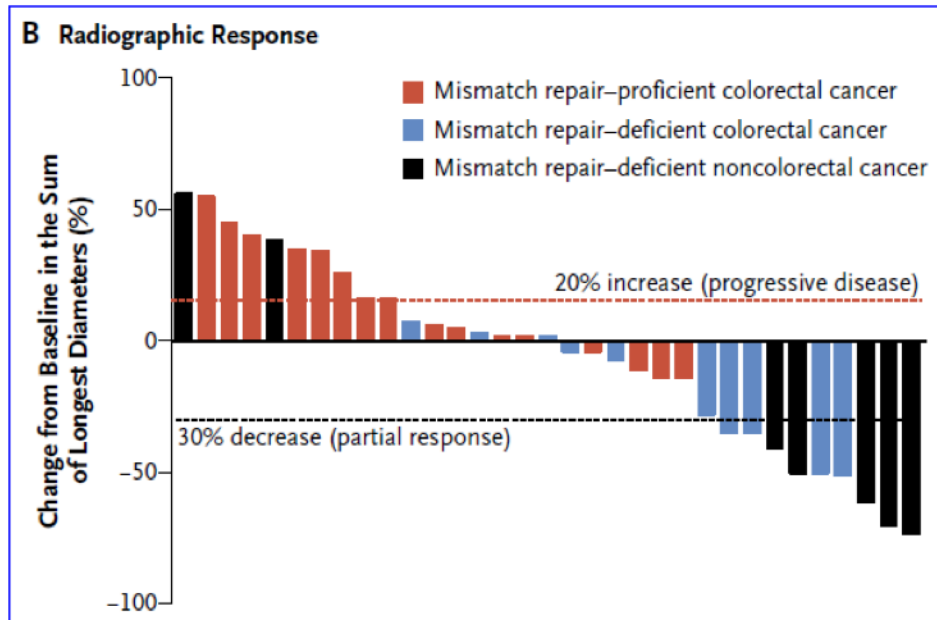 B Radiographic Response
100
50
0
–50
–100
Change from Baseline in the Sum
of Longest Diameters (%)
Mismatch repair–proficient colorectal cancer
Mismatch repair–deficient colorectal cancer
Mismatch repair–deficient noncolorectal cancer
20% increase (progressive disease)
30% decrease (partial response)